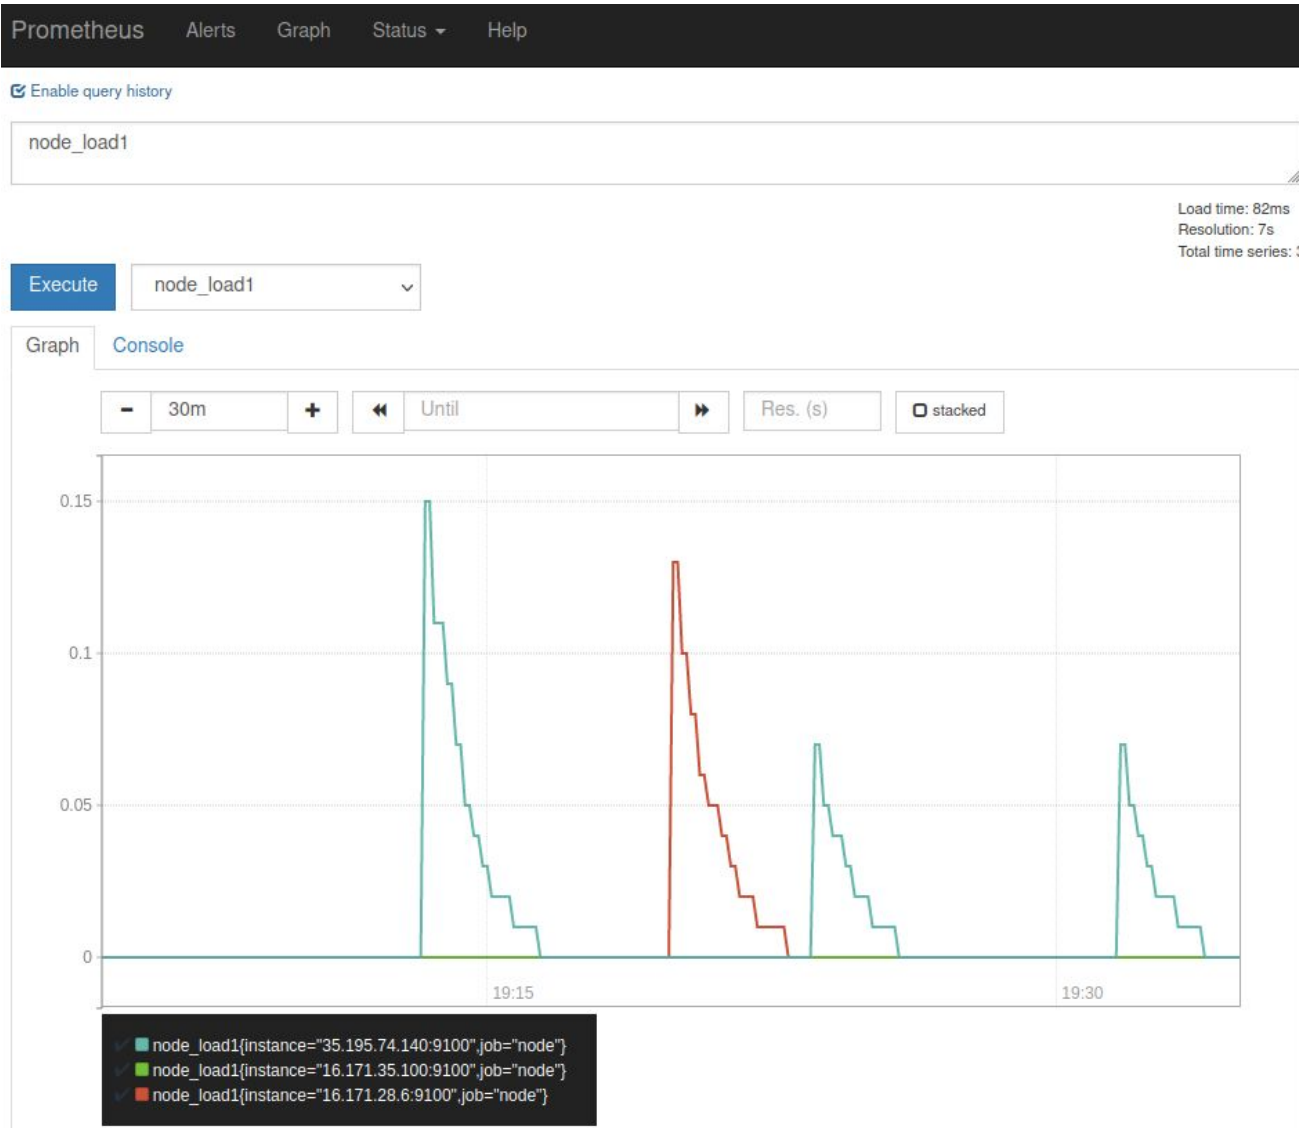 Prometheus Alerts Graph Status Help
Enable query history
node_load1
Load time: 82ms
Resolution: 7s
Total time series:
Execute node_load1
Graph Console
30m Until Res. (s) stacked
0.15
0.1
0.05
0
19:15 19:30
node_load1{instance="35.195.74.140:9100",job="node"}
node_load1{instance="16.171.35.100:9100",job="node"}
node_load1{instance="16.171.28.6:9100",job="node"}